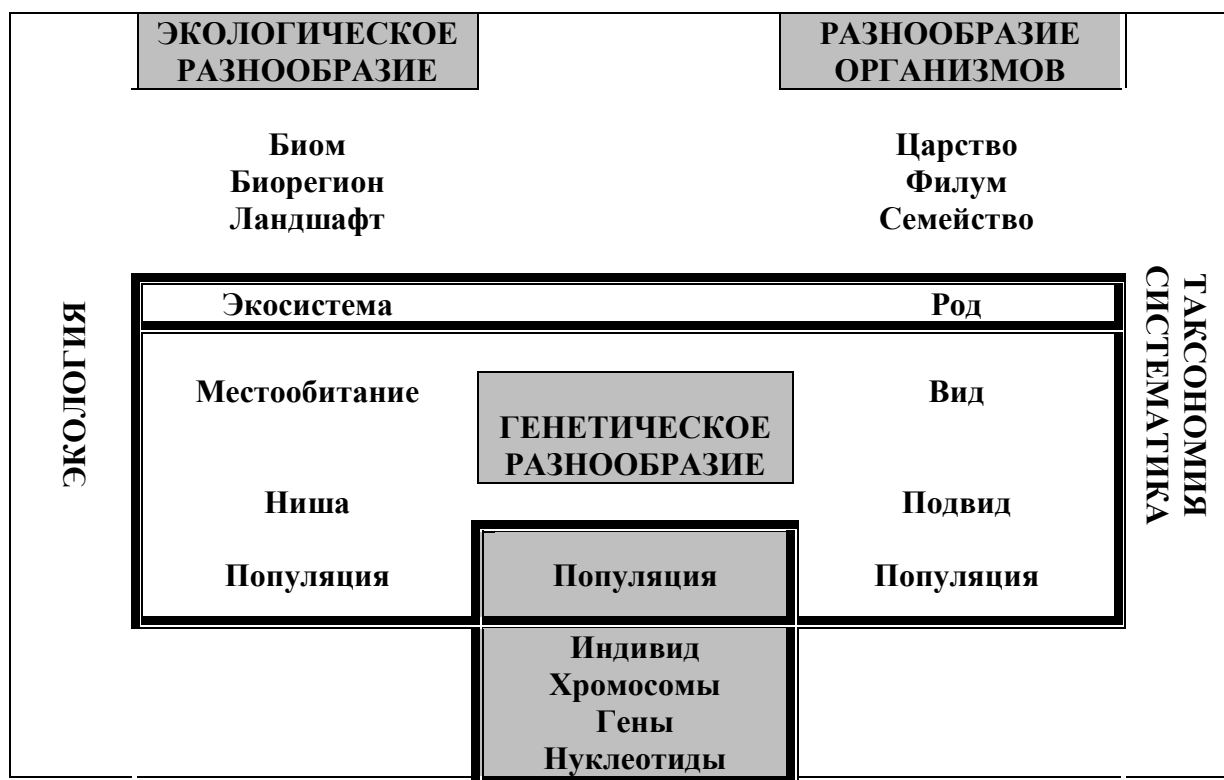 ЭКОЛОГИЧЕСКОЕ
РАЗНООБРАЗИЕ
РАЗНООБРАЗИЕ
ОРГАНИЗМОВ
Биом
Биорегион
Ландшафт
Царство
Филум
Семейство
ЭКОЛОГИЯ
Экосистема
Род
Местообитание
ГЕНЕТИЧЕСКОЕ
РАЗНООБРАЗИЕ
Вид
Ниша
Подвид
Популяция
Популяция
Популяция
Индивид
Хромосомы
Гены
Нуклеотиды
ТАКСОНОМИЯ
СИСТЕМАТИКА